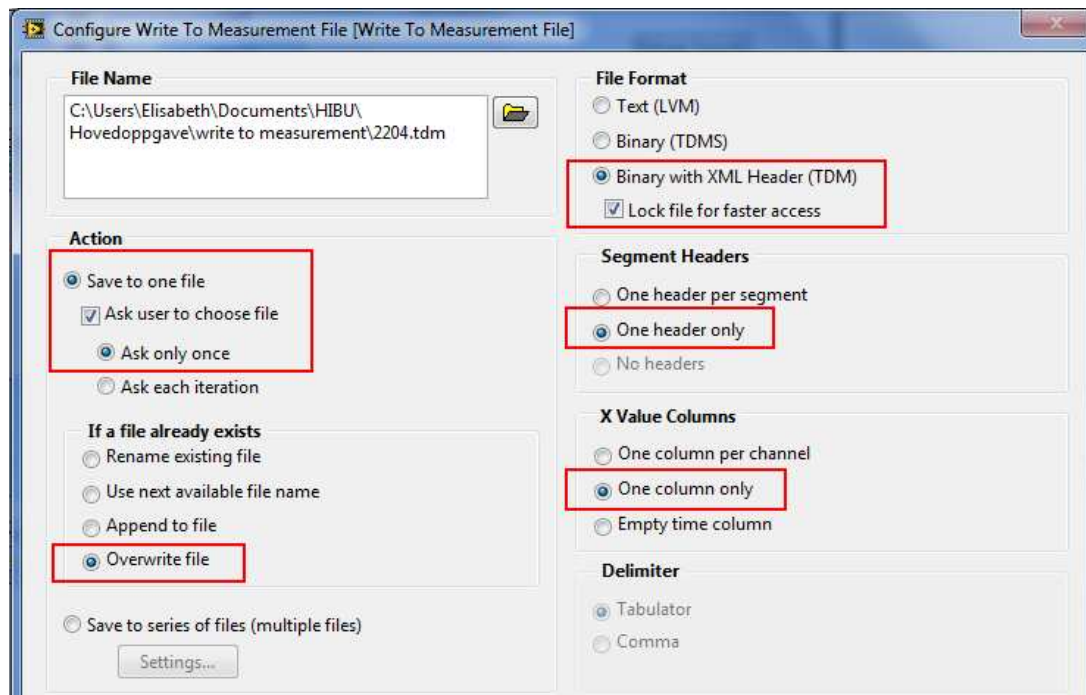 Configure Write To Measurement File [Write To Measurement File]
File Name
C:\Users\Elisabeth\Documents\HIBU\
Hovedoppgave\write to measurement\2204.tdm
Action
Save to one file
Ask user to choose file
Ask only once
Ask each iteration
If a file already exists
Rename existing file
Use next available file name
Append to file
Overwrite file
Save to series of files (multiple files)
Settings...
File Format
Text (LVM)
Binary (TDMS)
Binary with XML Header (TDM)
Lock file for faster access
Segment Headers
One header per segment
One header only
No headers
X Value Columns
One column per channel
One column only
Empty time column
Delimiter
Tabulator
Comma